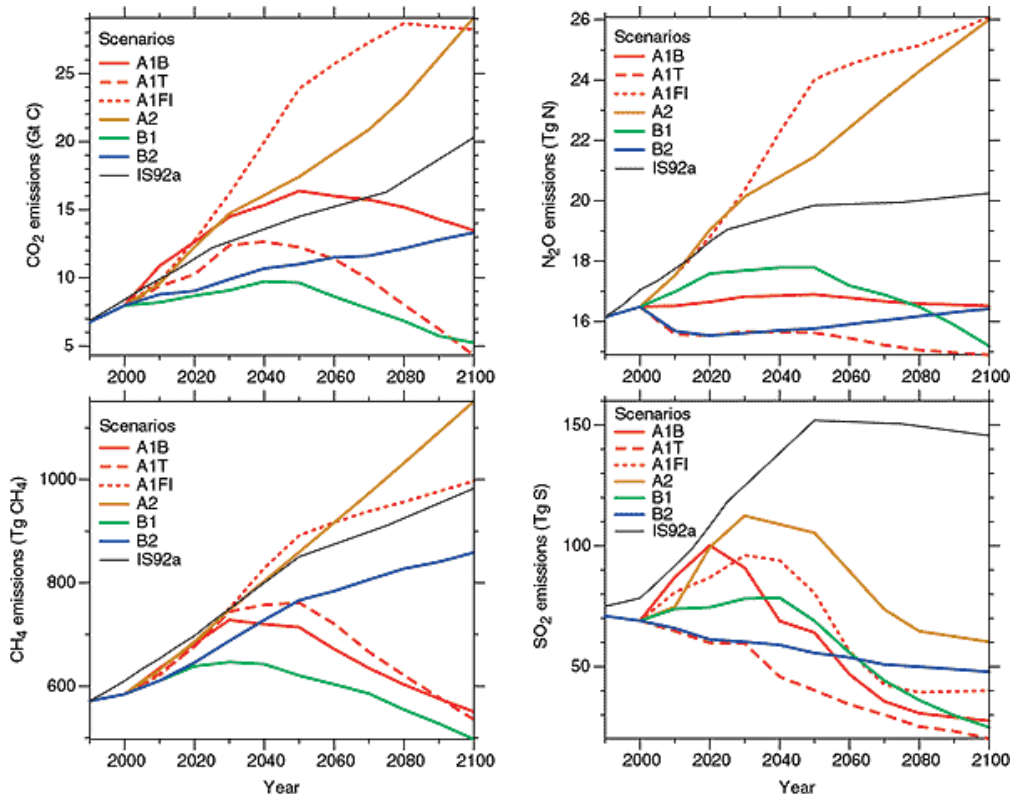 CO2 emissions (Gt C)
25
20
15
10
5
Scenarios
A1B
A1T
A1FI
A2
B1
B2
IS92a
2000 2020 2040 2060 2080 2100
N2O emissions (Tg N)
26
24
22
20
18
16
Scenarios
A1B
A1T
A1FI
A2
B1
B2
IS92a
2000 2020 2040 2060 2080 2100
CH4 emissions (Tg CH4)
1000
800
600
Scenarios
A1B
A1T
A1FI
A2
B1
B2
IS92a
2000 2020 2040 2060 2080 2100
Year
SO2 emissions (Tg S)
150
100
50
Scenarios
A1B
A1T
A1FI
A2
B1
B2
IS92a
2000 2020 2040 2060 2080 2100
Year